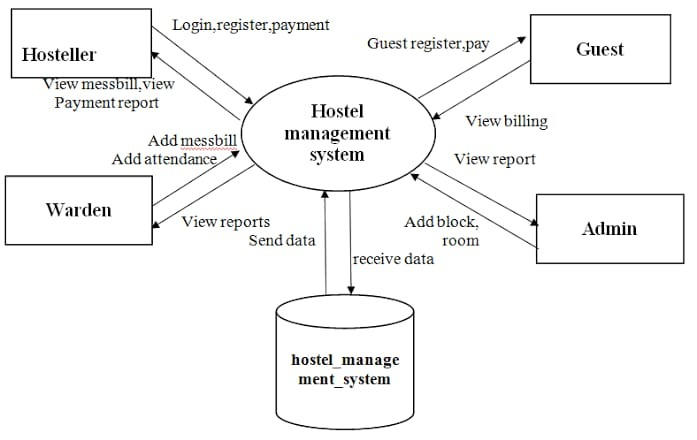 Hosteller
Login,register,payment
View messbill,view
Payment report
Guest register,pay
Guest
View billing
Hostel
management
system
Add messbill
Add attendance
Warden
View reports
Send data
receive data
View report
Add block,
room
Admin
hostel_manage
ment_system